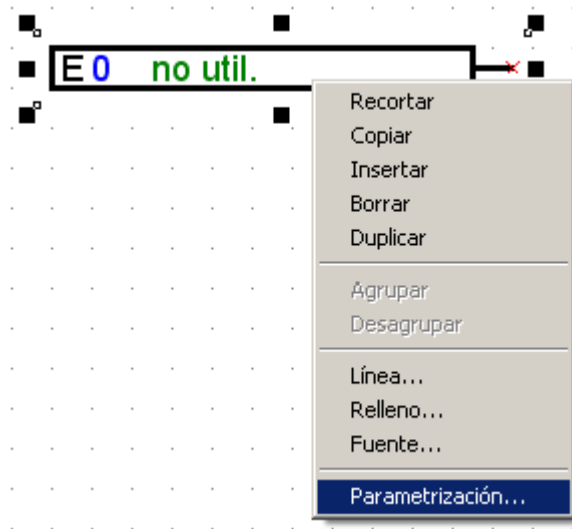 E 0 no util.
Recortar
Copiar
Insertar
Borrar
Duplicar
Agrupar
Desagrupar
Línea...
Relleno...
Fuente...
Parametrización...